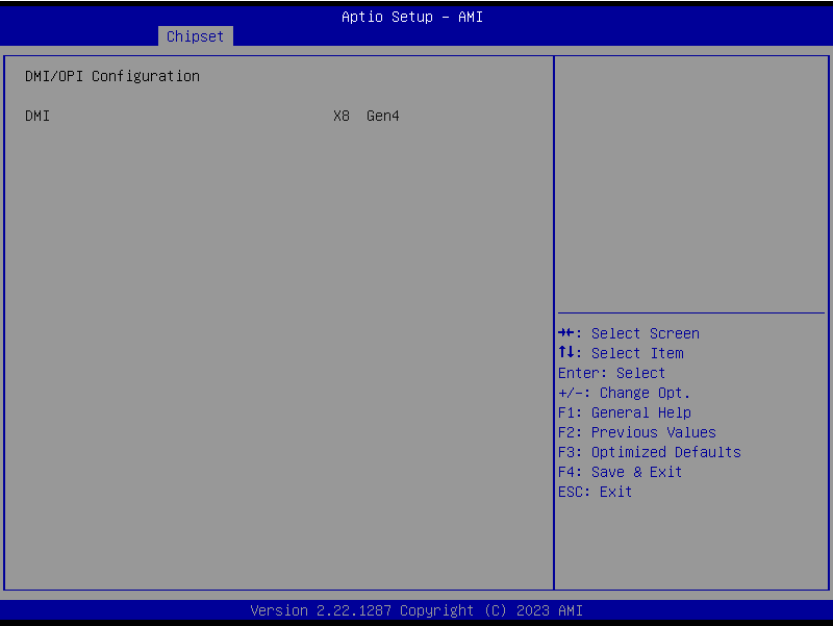 Aptio Setup – AMI
Chipset
DMI/OPI Configuration
DMI X8 Gen4
→←: Select Screen
↑↓: Select Item
Enter: Select
+/-: Change Opt.
F1: General Help
F2: Previous Values
F3: Optimized Defaults
F4: Save & Exit
ESC: Exit
Version 2.22.1287 Copyright (C) 2023 AMI